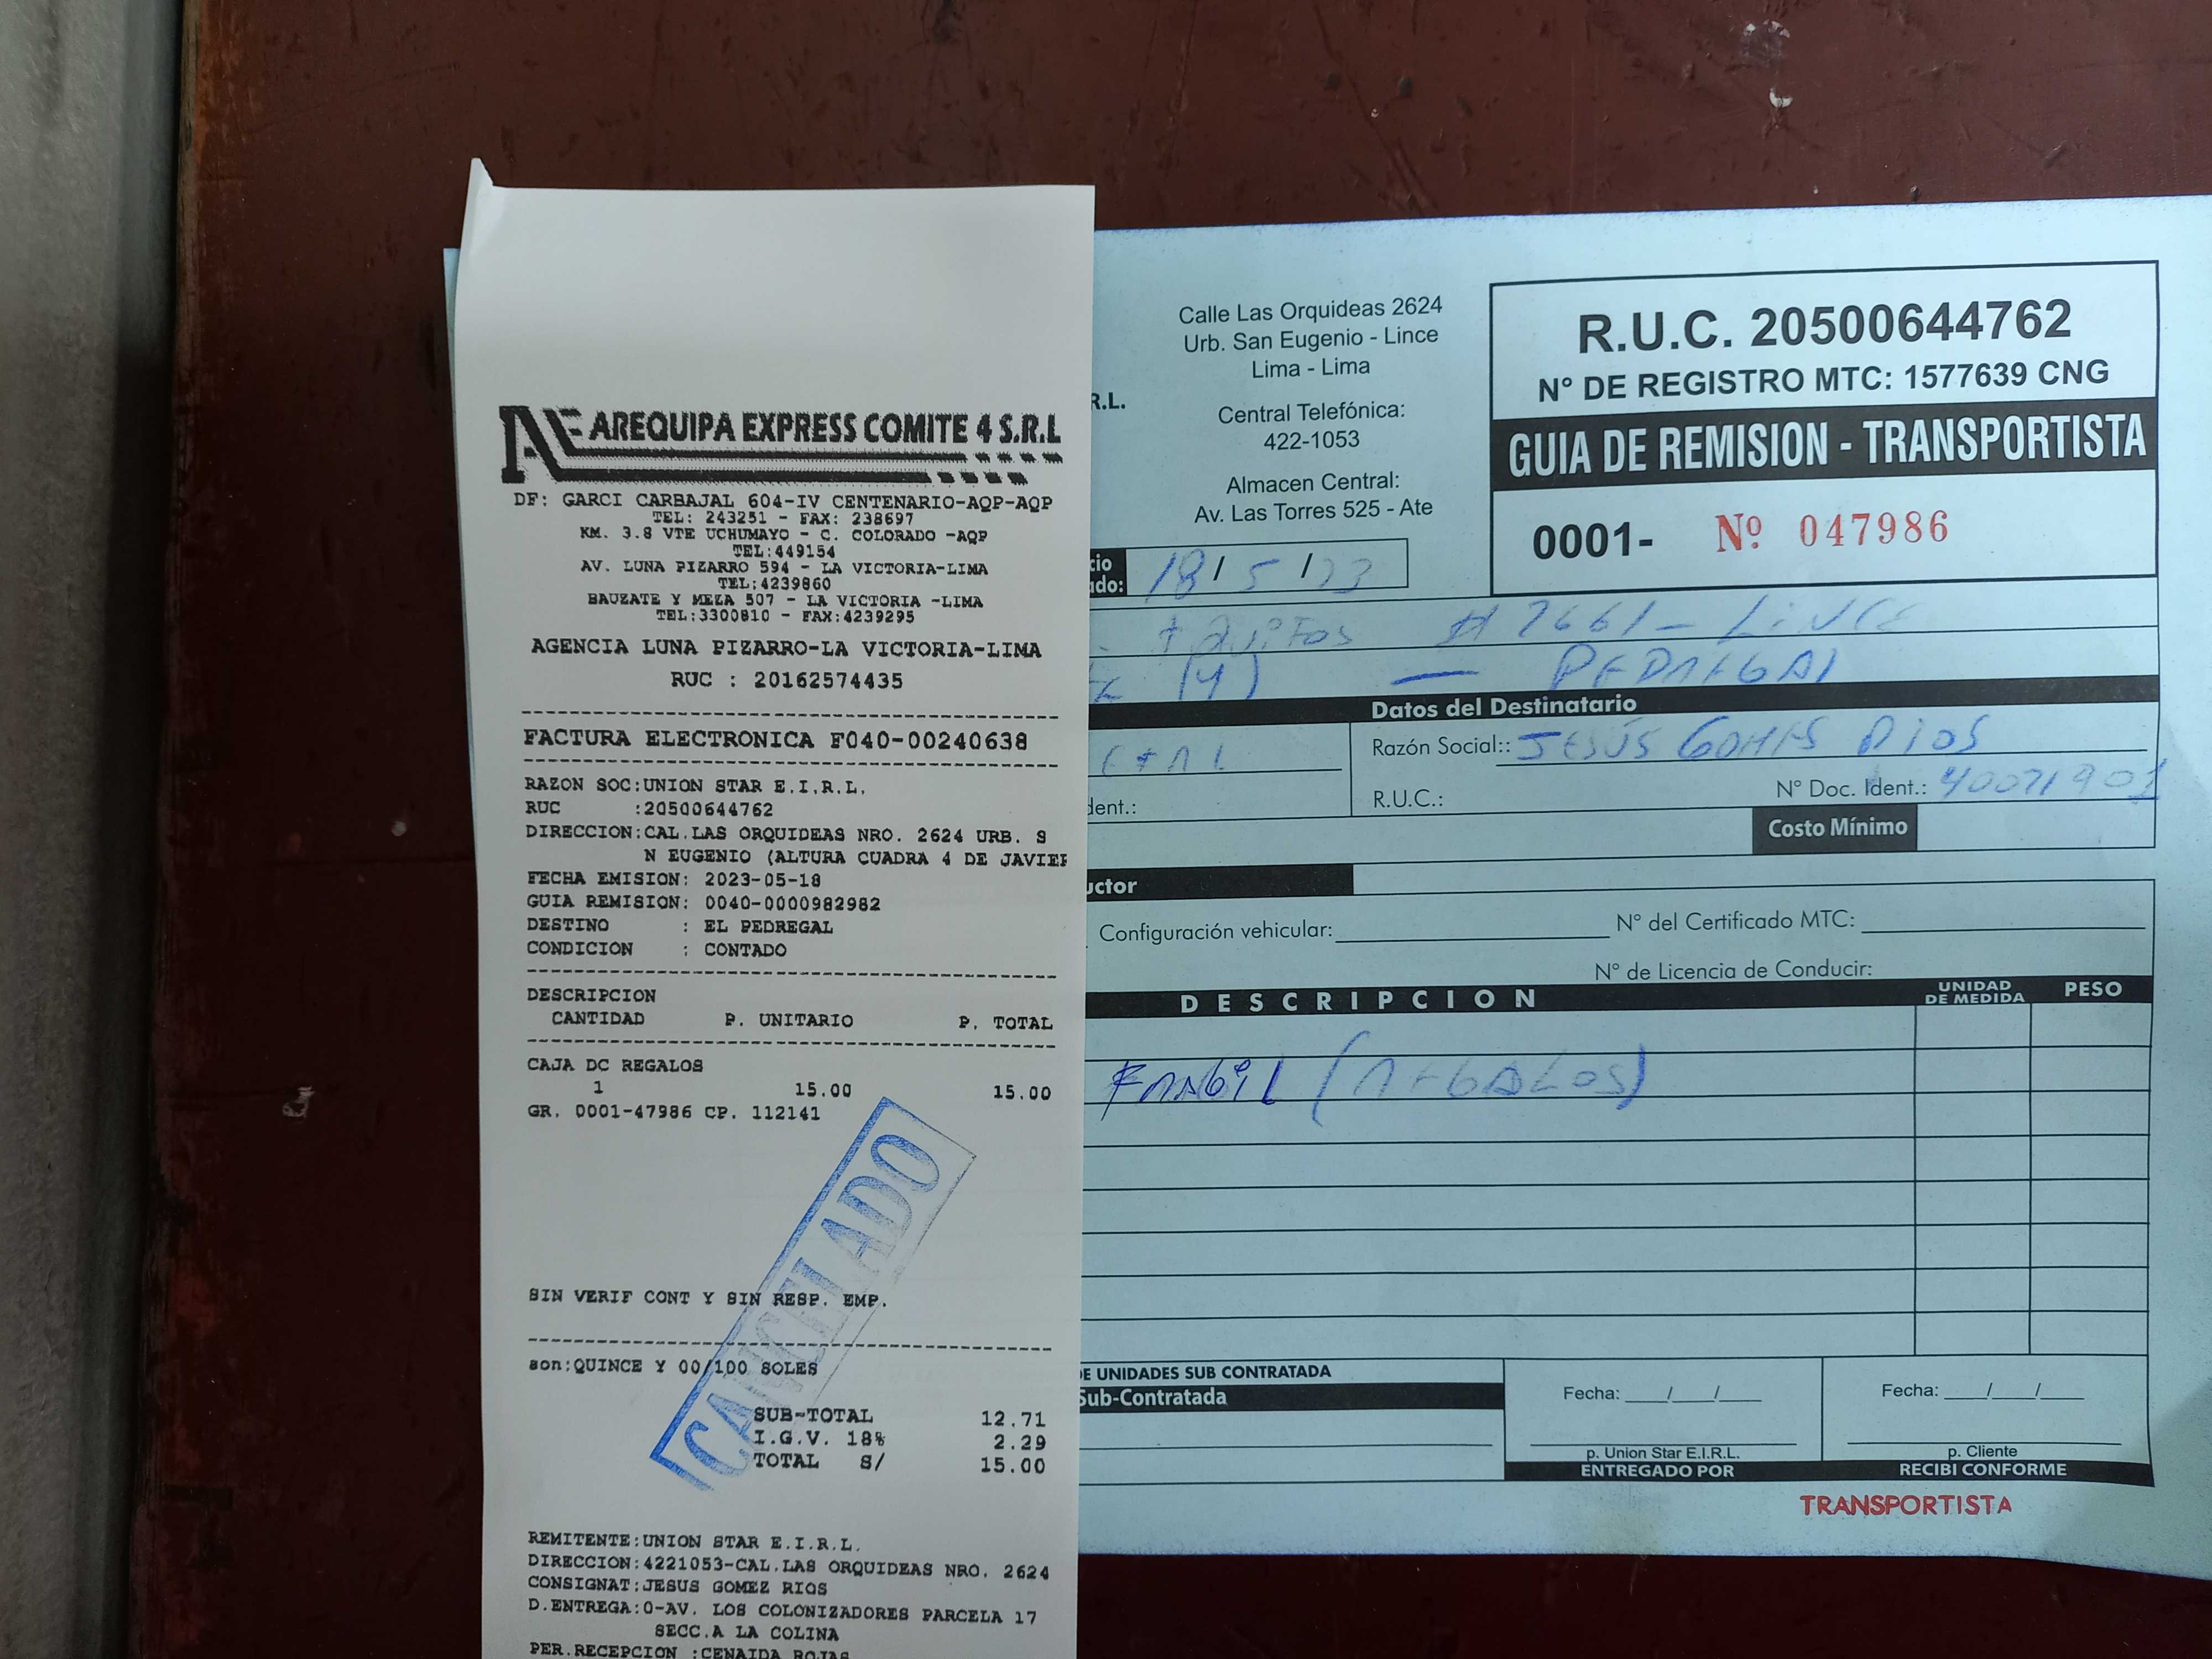 AE AREQUIPA EXPRESS COMITE 4 S.R.L
DF: GARCI CARBAJAL 604-IV CENTENARIO-AQP-AQP
TEL: 243251 - FAX: 238697
KM. 3.8 VTE UCHUMAYO - C. COLORADO -AQP
TEL:449154
AV. LUNA PIZARRO 594 - LA VICTORIA-LIMA
TEL:4239860
BAUZATE Y MEZA 507 - LA VICTORIA -LIMA
TEL:3300810 - FAX:4239295
AGENCIA LUNA PIZARRO-LA VICTORIA-LIMA
RUC : 20162574435
FACTURA ELECTRONICA F040-00240638
RAZON SOC:UNION STAR E.I.R.L.
RUC :20500644762
DIRECCION:CAL.LAS ORQUIDEAS NRO. 2624 URB. S
N EUGENIO (ALTURA CUADRA 4 DE JAVIER
FECHA EMISION: 2023-05-18
GUIA REMISION: 0040-0000982982
DESTINO : EL PEDREGAL
CONDICION : CONTADO
DESCRIPCION
CANTIDAD P. UNITARIO P. TOTAL
CAJA DC REGALOS
1 15.00 15.00
GR. 0001-47986 CP. 112141
CANCELADO
SIN VERIF CONT Y SIN RESP. EMP.
son:QUINCE Y 00/100 SOLES
SUB-TOTAL 12.71
I.G.V. 18% 2.29
TOTAL S/ 15.00
REMITENTE:UNION STAR E.I.R.L.
DIRECCION:4221053-CAL.LAS ORQUIDEAS NRO. 2624
CONSIGNAT:JESUS GOMEZ RIOS
D.ENTREGA:0-AV. LOS COLONIZADORES PARCELA 17
SECC.A LA COLINA
PER.RECEPCION :CENAIDA ROJAS
R.L.
Calle Las Orquideas 2624
Urb. San Eugenio - Lince
Lima - Lima
Central Telefónica:
422-1053
Almacen Central:
Av. Las Torres 525 - Ate
R.U.C. 20500644762
N° DE REGISTRO MTC: 1577639 CNG
GUIA DE REMISION - TRANSPORTISTA
0001- Nº 047986
18/5/23
# 2661 - LINCE
(4) — PEDREGAL
Datos del Destinatario
Razón Social:: JESUS GOMES RIOS
R.U.C.: N° Doc. Ident.: 40071901
Costo Mínimo
Configuración vehicular: N° del Certificado MTC:
N° de Licencia de Conducir:
DESCRIPCION UNIDAD DE MEDIDA PESO
FRAGIL (REGALOS)
DE UNIDADES SUB CONTRATADA
Sub-Contratada
Fecha: / / Fecha: / /
p. Union Star E.I.R.L. p. Cliente
ENTREGADO POR RECIBI CONFORME
TRANSPORTISTA